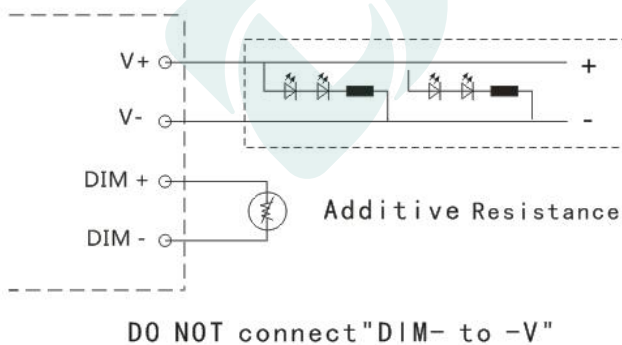 V+
+
V-
-
DIM +
Additive Resistance
DIM -
DO NOT connect"DIM- to -V"